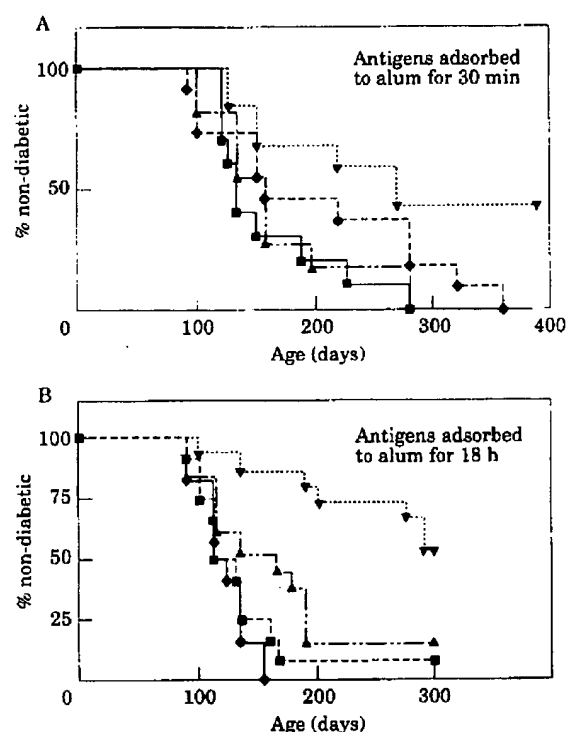 A
Antigens adsorbed
to alum for 30 min
% non-diabetic
100
50
0
100
200
300
400
Age (days)
B
Antigens adsorbed
to alum for 18 h
% non-diabetic
100
75
50
25
0
100
200
300
Age (days)